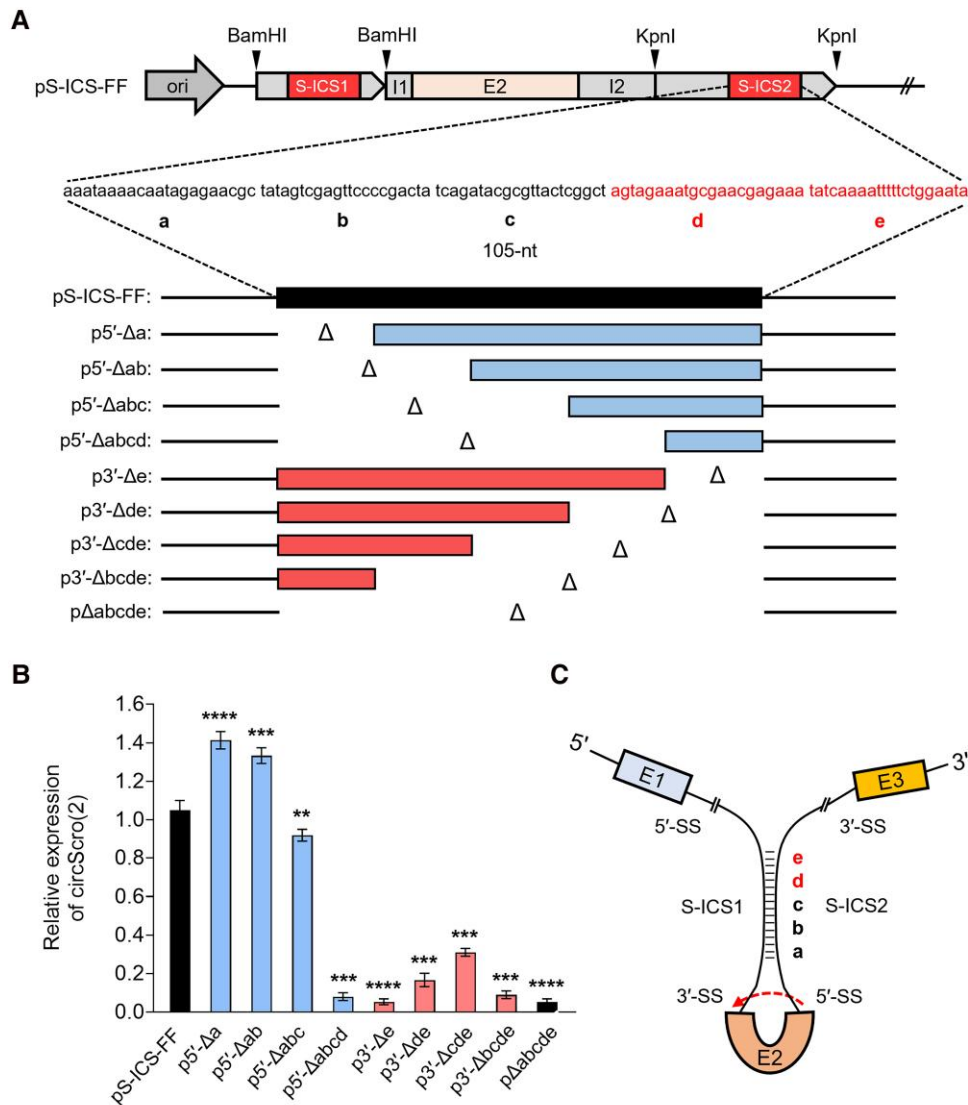 A
BamHI BamHI KpnI KpnI
pS-ICS-FF ori S-ICS1 I1 E2 I2 S-ICS2
aaataaaacaatagagaacgc tatagtcgagttccccgacta tcagatacgcgttactcggct agtagaaatgcgaacgagaaa tatcaaaatttttctggaata
a b c d e
105-nt
pS-ICS-FF:
p5′-Δa: Δ
p5′-Δab: Δ
p5′-Δabc: Δ
p5′-Δabcd: Δ
p3′-Δe: Δ
p3′-Δde: Δ
p3′-Δcde: Δ
p3′-Δbcde: Δ
pΔabcde: Δ
B
Relative expression
of circScro(2)
1.6
1.4
1.2
1.0
0.8
0.6
0.4
0.2
0.0
**** *** ** *** **** *** *** *** ****
pS-ICS-FF p5′-Δa p5′-Δab p5′-Δabc p5′-Δabcd p3′-Δe p3′-Δde p3′-Δcde p3′-Δbcde pΔabcde
C
5′ E1 E3 3′
5′-SS 3′-SS
e
d
S-ICS1 c S-ICS2
b
a
3′-SS 5′-SS
E2